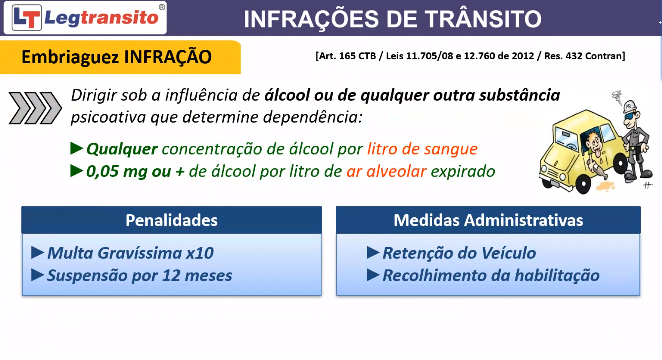 LT Legtransito®
INFRAÇÕES DE TRÂNSITO
Embriaguez INFRAÇÃO
[Art. 165 CTB / Leis 11.705/08 e 12.760 de 2012 / Res. 432 Contran]
Dirigir sob a influência de álcool ou de qualquer outra substância
psicoativa que determine dependência:
►Qualquer concentração de álcool por litro de sangue
►0,05 mg ou + de álcool por litro de ar alveolar expirado
Penalidades
►Multa Gravíssima x10
►Suspensão por 12 meses
Medidas Administrativas
►Retenção do Veículo
►Recolhimento da habilitação